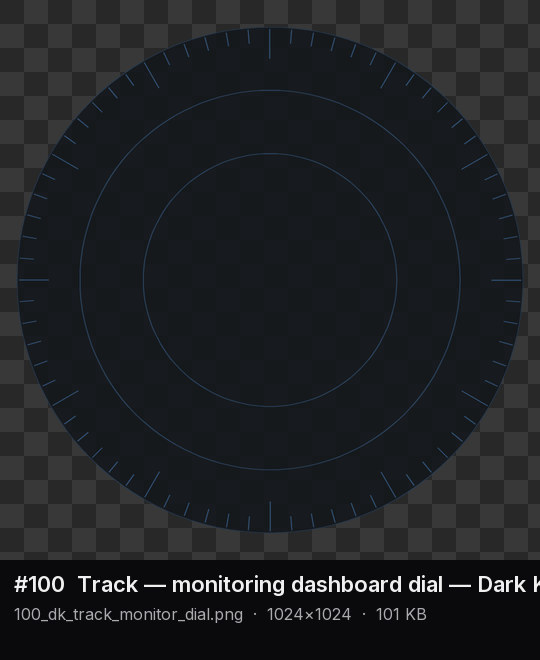 #100 Track — monitoring dashboard dial — Dark
100_dk_track_monitor_dial.png · 1024×1024 · 101 KB